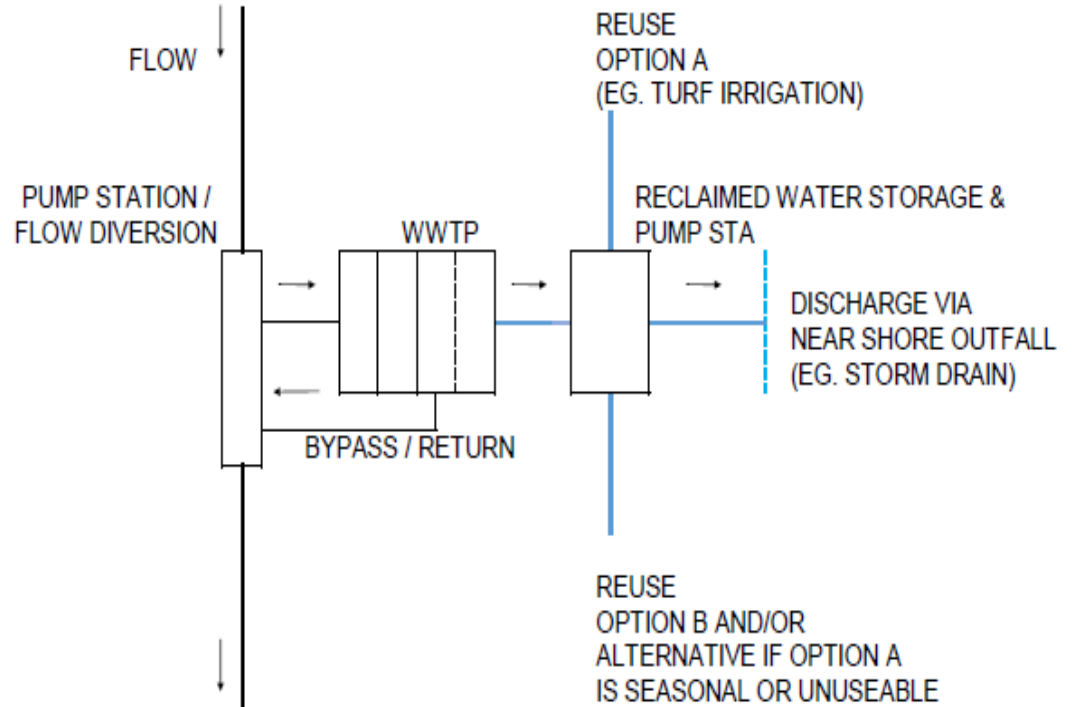 FLOW
REUSE
OPTION A
(EG. TURF IRRIGATION)
PUMP STATION /
FLOW DIVERSION
WWTP
RECLAIMED WATER STORAGE &
PUMP STA
DISCHARGE VIA
NEAR SHORE OUTFALL
(EG. STORM DRAIN)
BYPASS / RETURN
REUSE
OPTION B AND/OR
ALTERNATIVE IF OPTION A
IS SEASONAL OR UNUSEABLE